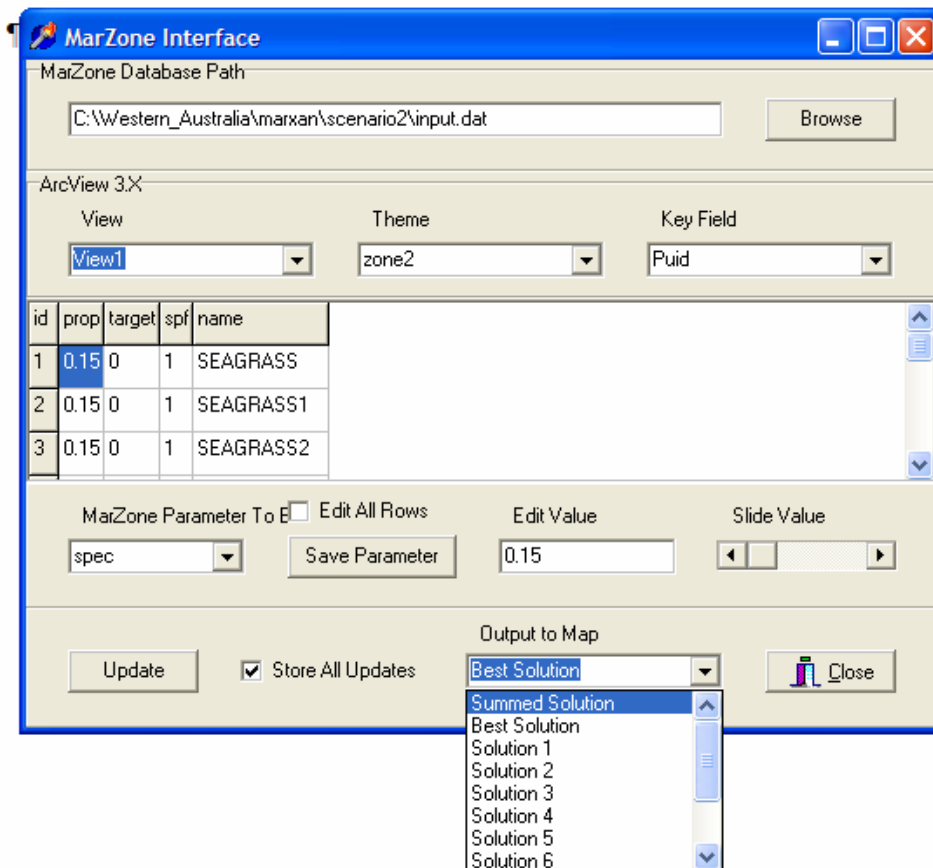 ¶
MarZone Interface
MarZone Database Path
C:\Western_Australia\marxan\scenario2\input.dat
Browse
ArcView 3.X
View Theme Key Field
View1 zone2 Puid
id prop target spf name
1 0.15 0 1 SEAGRASS
2 0.15 0 1 SEAGRASS1
3 0.15 0 1 SEAGRASS2
MarZone Parameter To E Edit All Rows Edit Value Slide Value
spec Save Parameter 0.15
Output to Map
Update Store All Updates Best Solution Close
Summed Solution
Best Solution
Solution 1
Solution 2
Solution 3
Solution 4
Solution 5
Solution 6